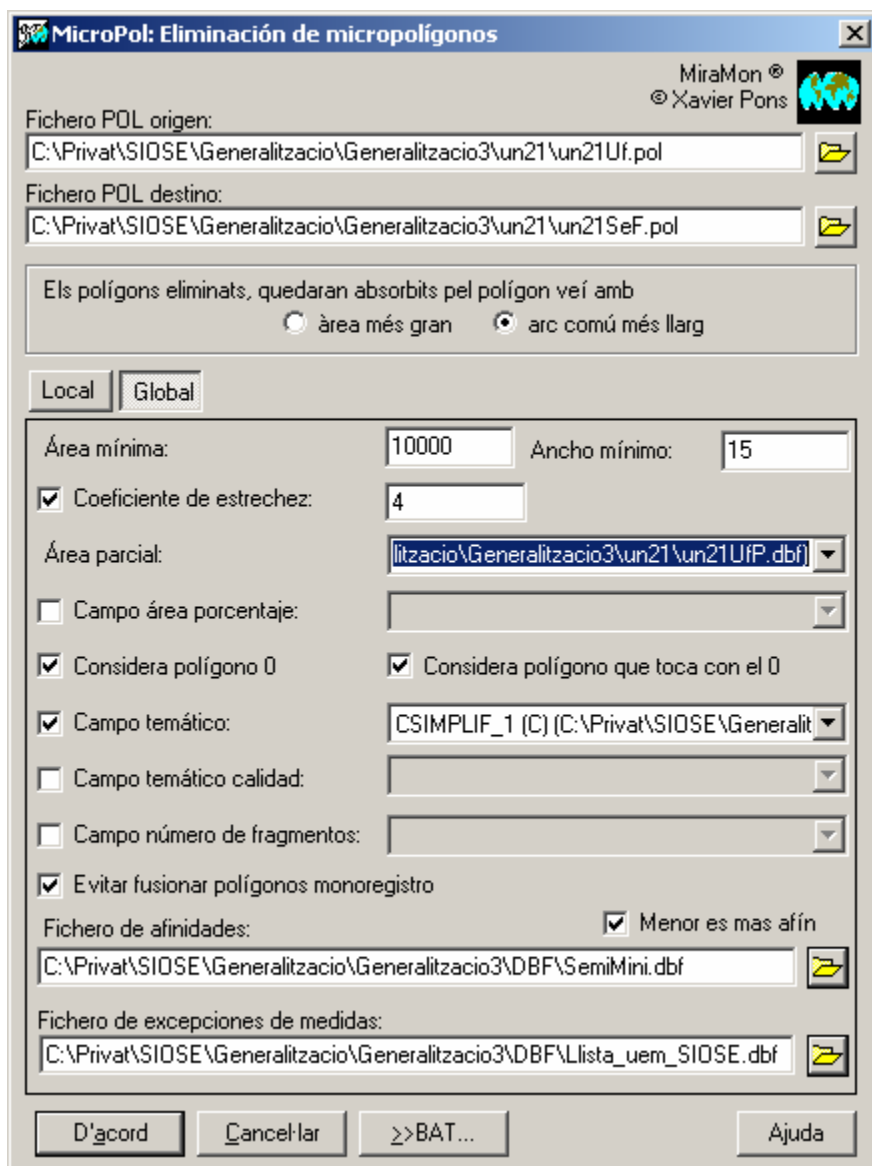 MicroPol: Eliminación de micropolígonos
MiraMon ®
© Xavier Pons
Fichero POL origen:
C:\Privat\SIOSE\Generalitzacio\Generalitzacio3\un21\un21Uf.pol
Fichero POL destino:
C:\Privat\SIOSE\Generalitzacio\Generalitzacio3\un21\un21SeF.pol
Els polígons eliminats, quedaran absorbits pel polígon veí amb
àrea més gran arc comú més llarg
Local Global
Área mínima: 10000 Ancho mínimo: 15
Coeficiente de estrechez: 4
Área parcial: litzacio\Generalitzacio3\un21\un21UfP.dbf)
Campo área porcentaje:
Considera polígono 0 Considera polígono que toca con el 0
Campo temático: CSIMPLIF_1 (C) (C:\Privat\SIOSE\Generalit
Campo temático calidad:
Campo número de fragmentos:
Evitar fusionar polígonos monoregistro
Fichero de afinidades: Menor es mas afín
C:\Privat\SIOSE\Generalitzacio\Generalitzacio3\DBF\SemiMini.dbf
Fichero de excepciones de medidas:
C:\Privat\SIOSE\Generalitzacio\Generalitzacio3\DBF\Llista_uem_SIOSE.dbf
D'acord Cancel·lar >>BAT... Ajuda